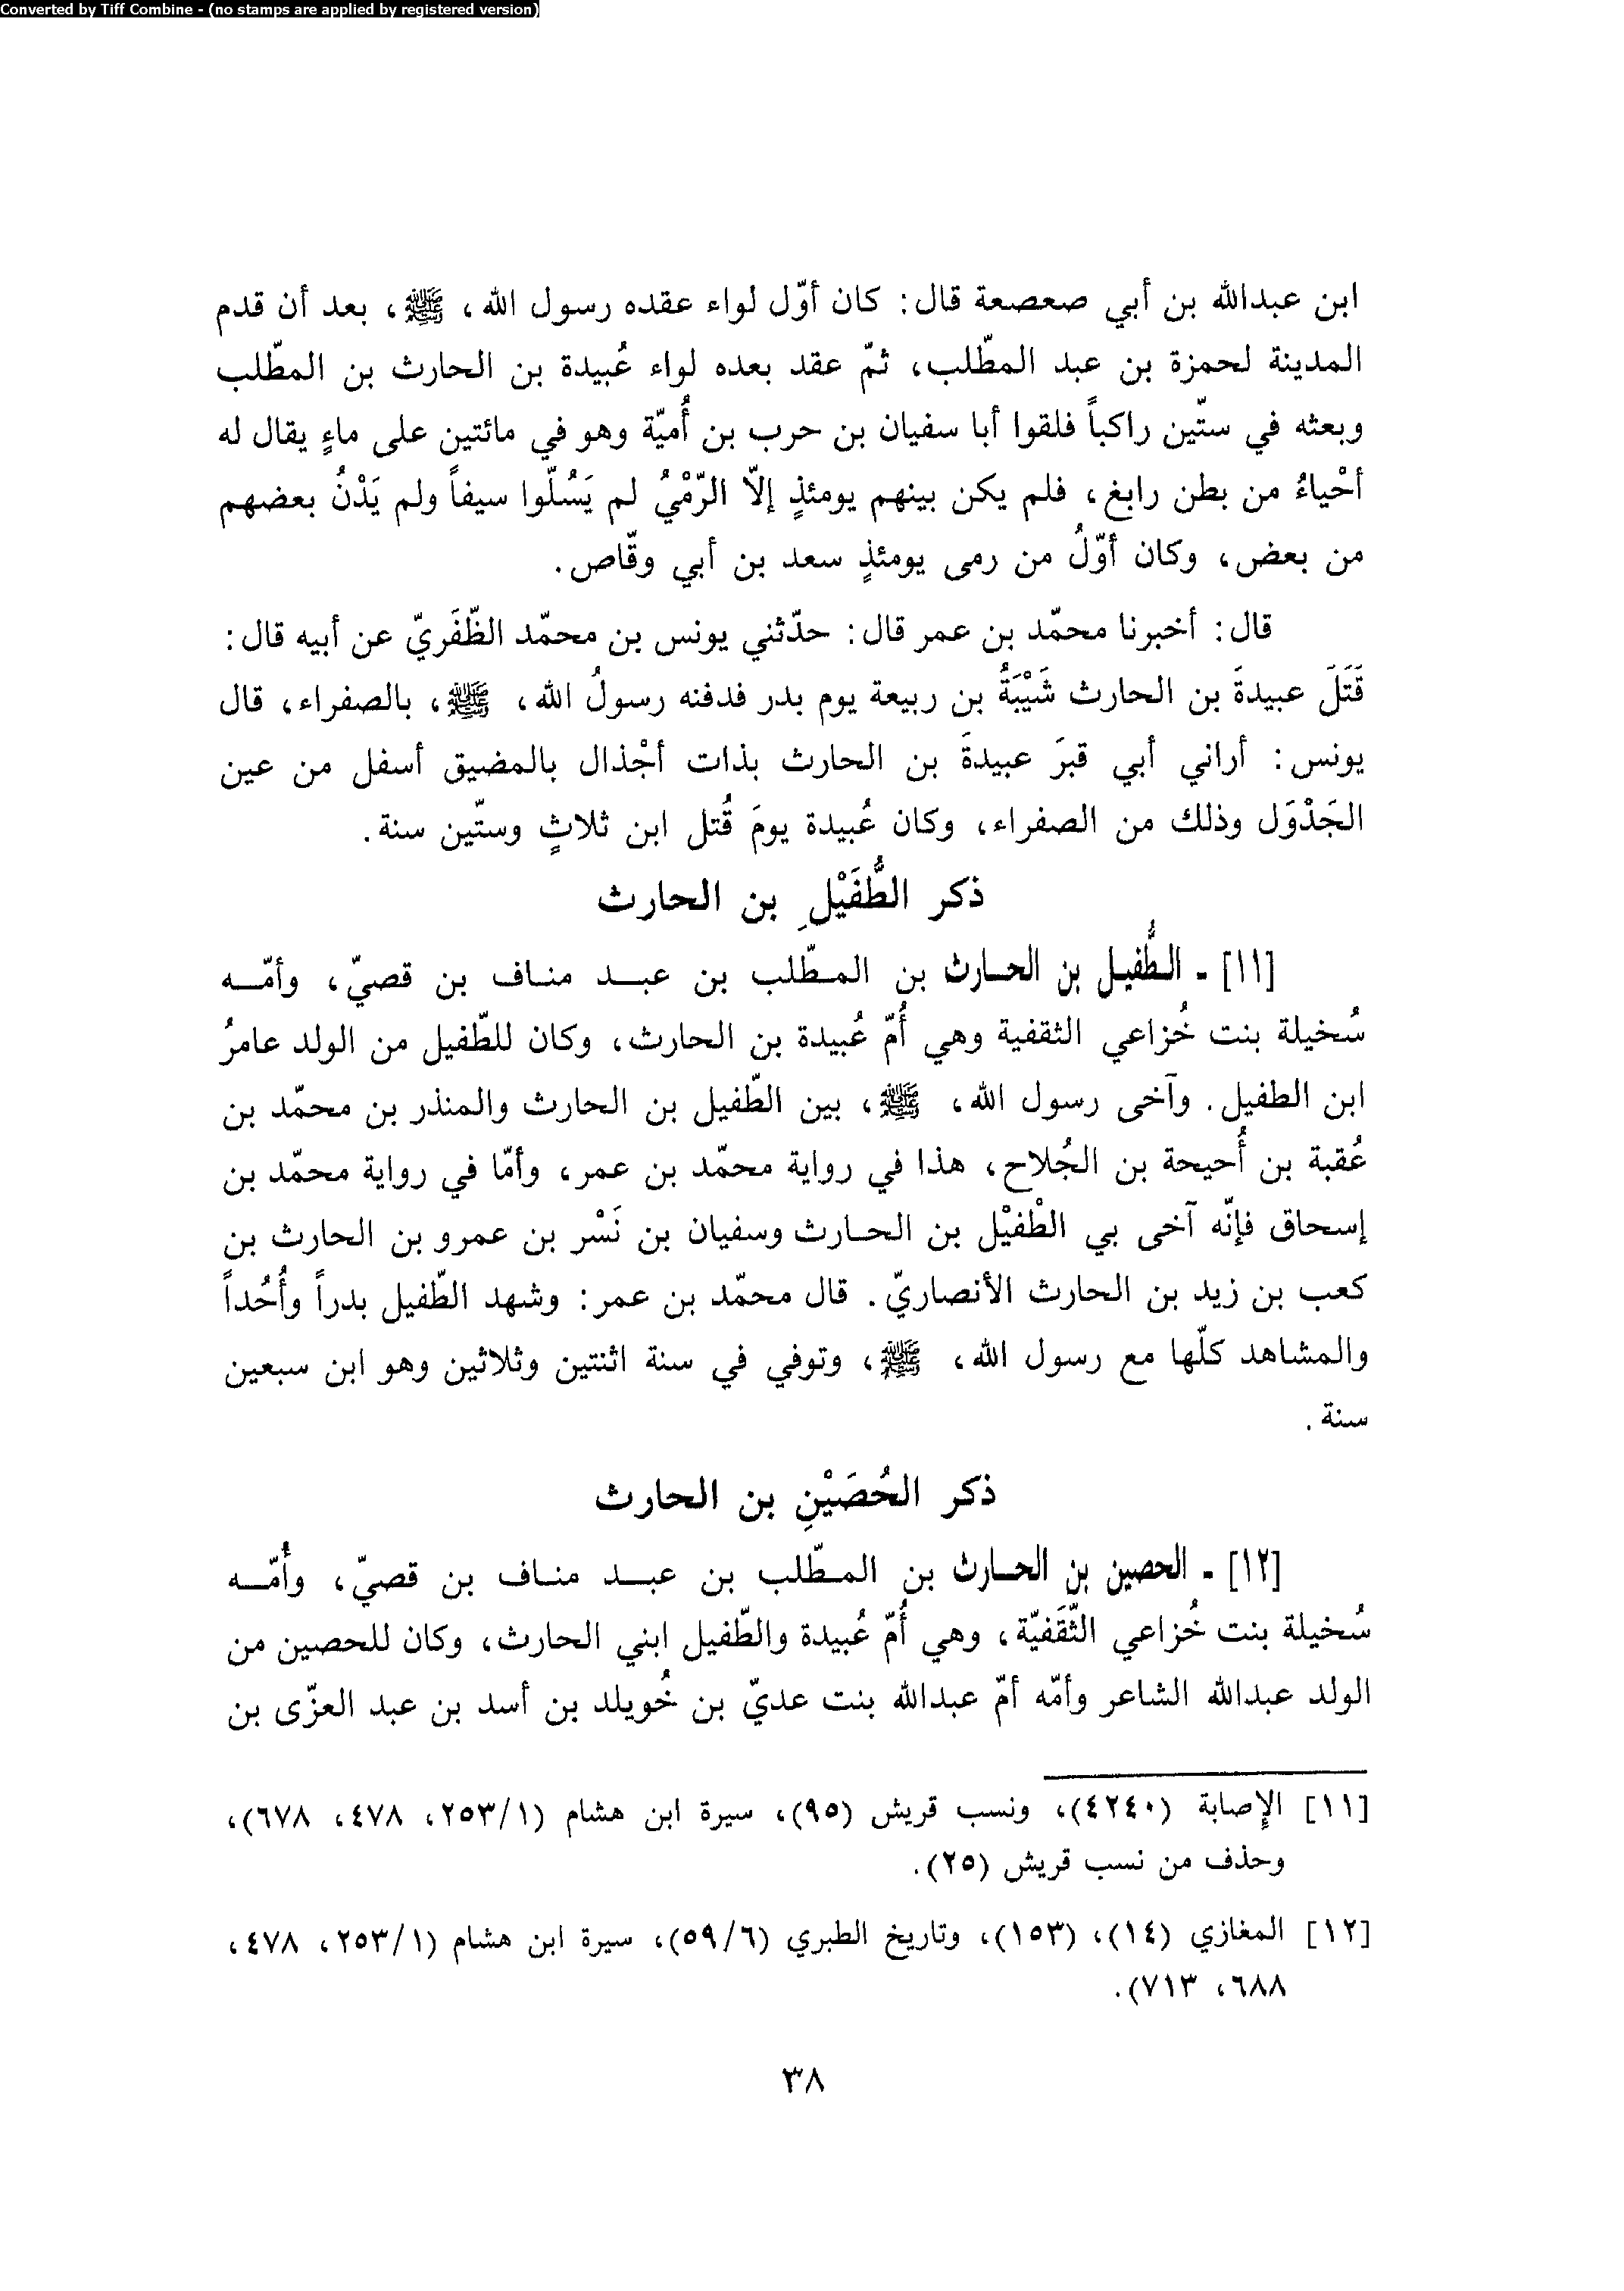 Converted by Tiff Combine - (no stamps are applied by registered version)
ابن عبدالله بن أبي صعصعة قال: كان أوّل لواء عقده رسول الله، ﷺ، بعد أن قدم
المدينة لحمزة بن عبد المطّلب، ثمّ عقد بعده لواء عُبيدة بن الحارث بن المطّلب
وبعثه في ستّين راكباً فلقوا أبا سفيان بن حرب بن أُميّة وهو في مائتين على ماءٍ يقال له
أحْياءُ من بطن رابغ، فلم يكن بينهم يومئذٍ إلاّ الرّمْيُ لم يَسُلّوا سيفاً ولم يَدْنُ بعضهم
من بعض، وكان أوّلُ من رمى يومئذٍ سعد بن أبي وقّاص.
قال: أخبرنا محمّد بن عمر قال: حدّثني يونس بن محمّد الظّفَريّ عن أبيه قال:
قَتَلَ عبيدةَ بن الحارث شَيْبَةُ بن ربيعة يوم بدر فدفنه رسولُ الله، ﷺ، بالصفراء، قال
يونس: أراني أبي قبرَ عبيدةَ بن الحارث بذات أجْذال بالمضيق أسفل من عين
الجَدْوَل وذلك من الصفراء، وكان عُبيدة يومَ قُتل ابن ثلاثٍ وستّين سنة.
ذكر الطُّفَيْلِ بن الحارث
[١١] - الطُّفيل بن الحارث بن المطّلب بن عبد مناف بن قصيّ، وأمّه
سُخيلة بنت خُزاعي الثقفية وهي أُمّ عُبيدة بن الحارث، وكان للطّفيل من الولد عامرُ
ابن الطفيل. وآخى رسول الله، ﷺ، بين الطّفيل بن الحارث والمنذر بن محمّد بن
عُقبة بن أُحيحة بن الجُلاح، هذا في رواية محمّد بن عمر، وأمّا في رواية محمّد بن
إسحاق فإنّه آخى بي الطْفيْل بن الحارث وسفيان بن نَسْر بن عمرو بن الحارث بن
كعب بن زيد بن الحارث الأنصاريّ. قال محمّد بن عمر: وشهد الطّفيل بدراً وأُحُداً
والمشاهد كلّها مع رسول الله، ﷺ، وتوفي في سنة اثنتين وثلاثين وهو ابن سبعين
سنة.
ذكر الحُصَيْنِ بن الحارث
[١٢] - الحصين بن الحارث بن المطّلب بن عبد مناف بن قصيّ، وأُمّه
سُخيلة بنت خُزاعي الثّقَفيّة، وهي أُمّ عُبيدة والطّفيل ابني الحارث، وكان للحصين من
الولد عبدالله الشاعر وأمّه أمّ عبدالله بنت عديّ بن خُويلد بن أسد بن عبد العزّى بن
[١١] الإصابة (٤٢٤٠)، ونسب قريش (٩٥)، سيرة ابن هشام (٢٥٣/١، ٤٧٨، ٦٧٨)،
وحذف من نسب قريش (٢٥).
[١٢] المغازي (١٤)، (١٥٣)، وتاريخ الطبري (٥٩/٦)، سيرة ابن هشام (٢٥٣/١، ٤٧٨،
٦٨٨، ٧١٣).
٣٨